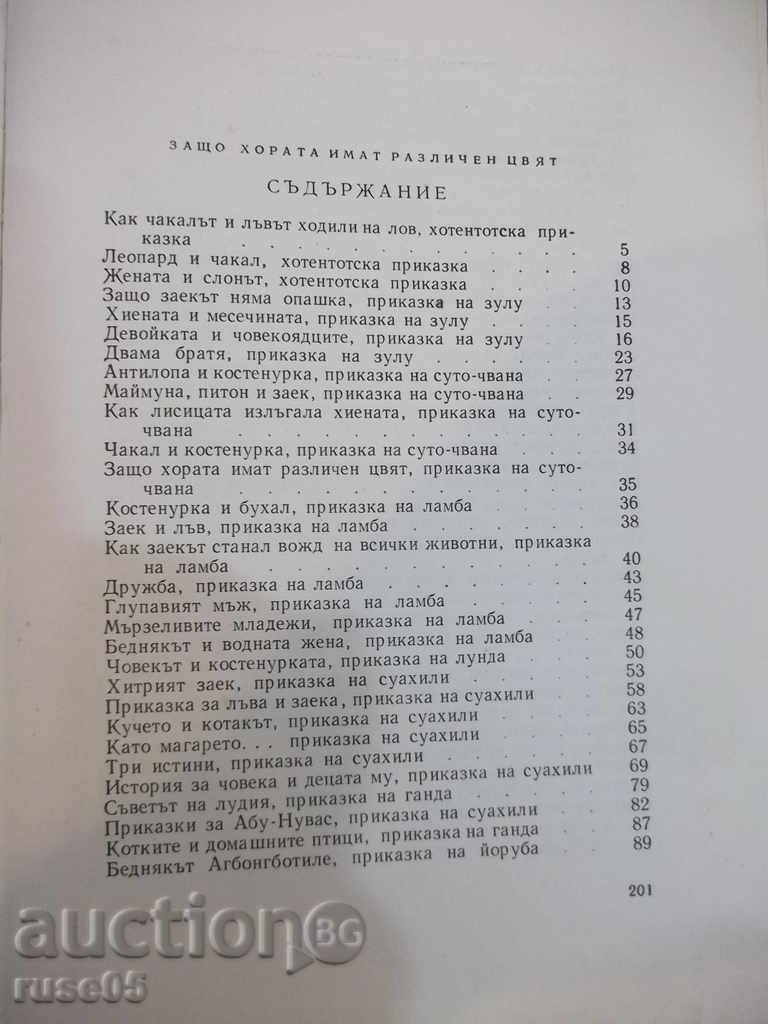 ЗАЩО ХОРАТА ИМАТ РАЗЛИЧЕН ЦВЯТ
СЪДЪРЖАНИЕ
Как чакалът и лъвът ходили на лов, хотентотска при-
казка . . . . . . . . . . . 5
Леопард и чакал, хотентотска приказка . . . . 8
Жената и слонът, хотентотска приказка . . . . 10
Защо заекът няма опашка, приказка на зулу . . 13
Хиената и месечината, приказка на зулу . . . . 15
Девойката и човекоядците, приказка на зулу . . 16
Двама братя, приказка на зулу . . . . . . 23
Антилопа и костенурка, приказка на суто-чвана . . 27
Маймуна, питон и заек, приказка на суто-чвана . . 29
Как лисицата излъгала хиената, приказка на суто-
чвана . . . . . . . . . . . 31
Чакал и костенурка, приказка на суто-чвана . . . 34
Защо хората имат различен цвят, приказка на суто-
чвана . . . . . . . . . . . 35
Костенурка и бухал, приказка на ламба . . . . 36
Заек и лъв, приказка на ламба . . . . . . 38
Как заекът станал вожд на всички животни, приказка
на ламба . . . . . . . . . . 40
Дружба, приказка на ламба . . . . . . . 43
Глупавият мъж, приказка на ламба . . . . . 45
Мързеливите младежи, приказка на ламба . . . 47
Беднякът и водната жена, приказка на ламба . . 48
Човекът и костенурката, приказка на лунда . . . 50
Хитрият заек, приказка на суахили . . . . . 53
Приказка за лъва и заека, приказка на суахили . . 58
Кучето и котакът, приказка на суахили . . . . 63
Като магарето... приказка на суахили . . . . 65
Три истини, приказка на суахили . . . . . 67
История за човека и децата му, приказка на суахили 69
Съветът на лудия, приказка на ганда . . . . . 79
Приказки за Абу-Нувас, приказка на суахили . . 82
Котките и домашните птици, приказка на ганда . . 87
Беднякът Агбонгботиле, приказка на йоруба . . . 89
201
auction BG
ruse05